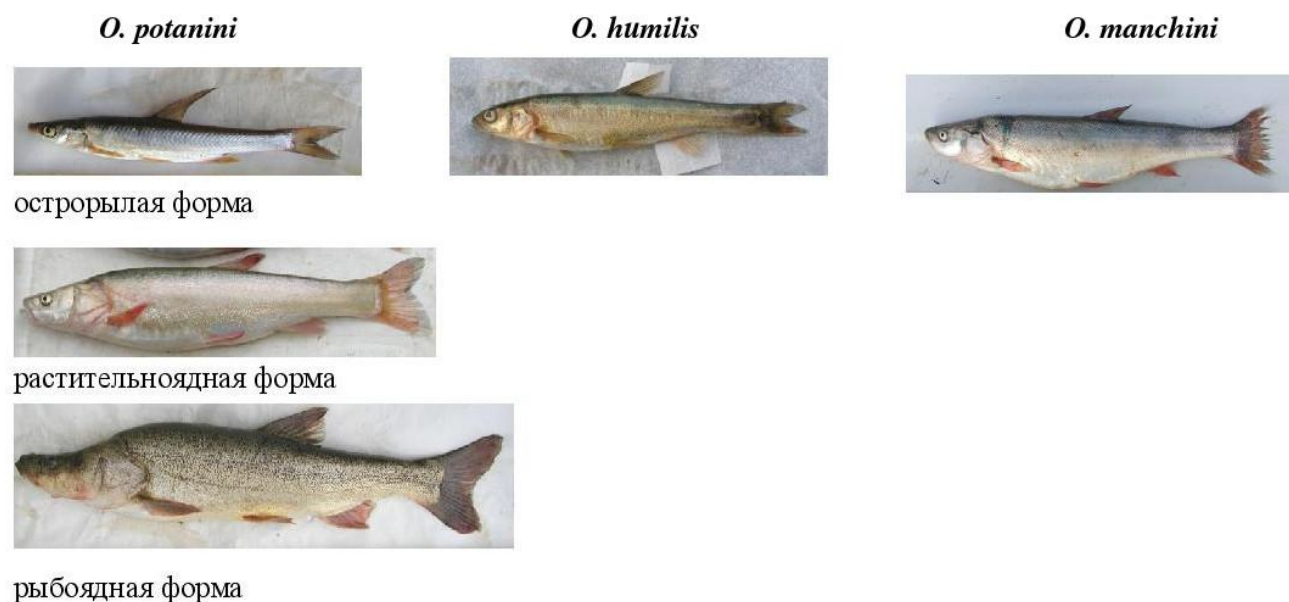 O. potanini
O. humilis
O. manchini
острорылая форма
растительноядная форма
рыбоядная форма